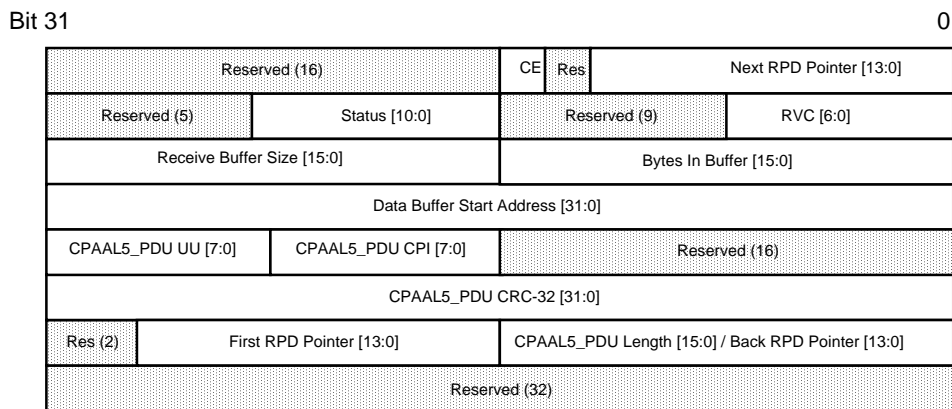 Bit 31 0
Reserved (16) CE Res Next RPD Pointer [13:0]
Reserved (5) Status [10:0] Reserved (9) RVC [6:0]
Receive Buffer Size [15:0] Bytes In Buffer [15:0]
Data Buffer Start Address [31:0]
CPAAL5_PDU UU [7:0] CPAAL5_PDU CPI [7:0] Reserved (16)
CPAAL5_PDU CRC-32 [31:0]
Res (2) First RPD Pointer [13:0] CPAAL5_PDU Length [15:0] / Back RPD Pointer [13:0]
Reserved (32)